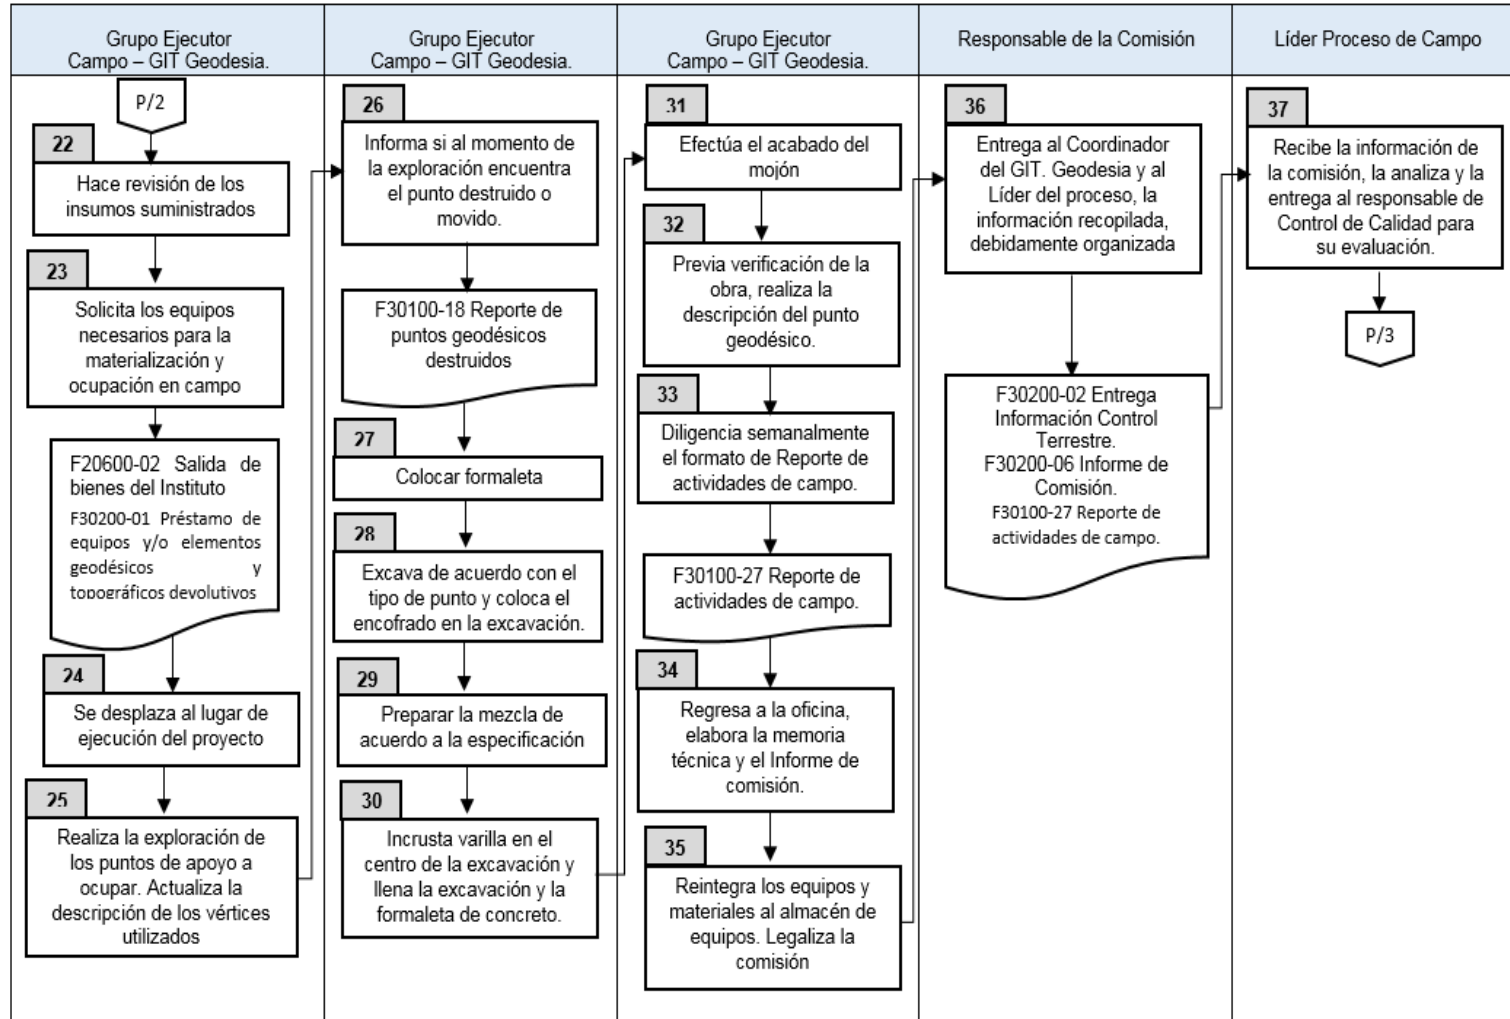 Grupo Ejecutor
Campo – GIT Geodesia.
P/2
22
Hace revisión de los
insumos suministrados
23
Solicita los equipos
necesarios para la
materialización y
ocupación en campo
F20600-02 Salida de
bienes del Instituto
F30200-01 Préstamo de
equipos y/o elementos
geodésicos y
topográficos devolutivos
24
Se desplaza al lugar de
ejecución del proyecto
25
Realiza la exploración de
los puntos de apoyo a
ocupar. Actualiza la
descripción de los vértices
utilizados
Grupo Ejecutor
Campo – GIT Geodesia.
26
Informa si al momento de
la exploración encuentra
el punto destruido o
movido.
F30100-18 Reporte de
puntos geodésicos
destruidos
27
Colocar formaleta
28
Excava de acuerdo con el
tipo de punto y coloca el
encofrado en la excavación.
29
Preparar la mezcla de
acuerdo a la especificación
30
Incrusta varilla en el
centro de la excavación y
llena la excavación y la
formaleta de concreto.
Grupo Ejecutor
Campo – GIT Geodesia.
31
Efectúa el acabado del
mojón
32
Previa verificación de la
obra, realiza la
descripción del punto
geodésico.
33
Diligencia semanalmente
el formato de Reporte de
actividades de campo.
F30100-27 Reporte de
actividades de campo.
34
Regresa a la oficina,
elabora la memoria
técnica y el Informe de
comisión.
35
Reintegra los equipos y
materiales al almacén de
equipos. Legaliza la
comisión
Responsable de la Comisión
36
Entrega al Coordinador
del GIT. Geodesia y al
Líder del proceso, la
información recopilada,
debidamente organizada
F30200-02 Entrega
Información Control
Terrestre.
F30200-06 Informe de
Comisión.
F30100-27 Reporte de
actividades de campo.
Líder Proceso de Campo
37
Recibe la información de
la comisión, la analiza y la
entrega al responsable de
Control de Calidad para
su evaluación.
P/3